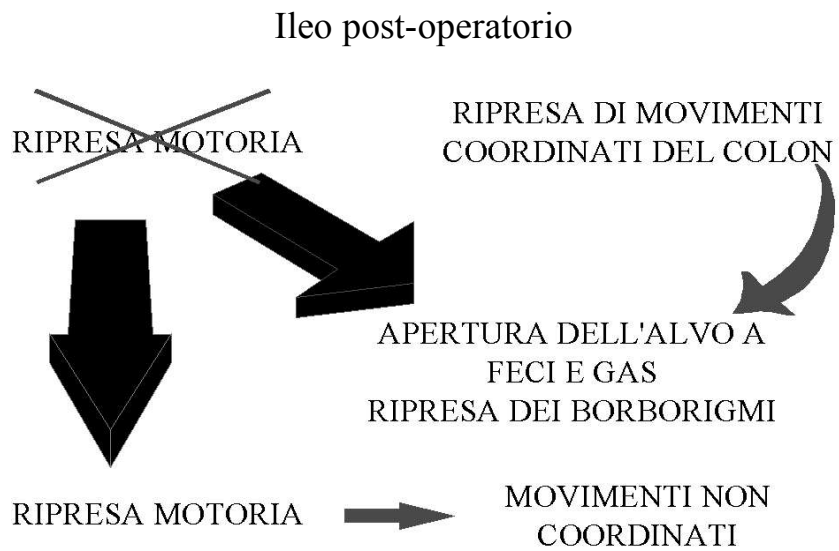 Ileo post-operatorio
RIPRESA MOTORIA
RIPRESA DI MOVIMENTI
COORDINATI DEL COLON
APERTURA DELL'ALVO A
FECI E GAS
RIPRESA DEI BORBORIGMI
RIPRESA MOTORIA
MOVIMENTI NON
COORDINATI